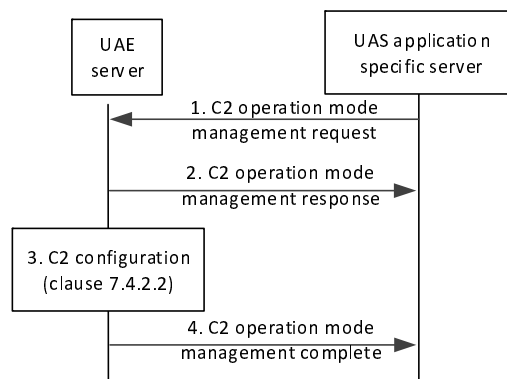 UAE
server
UAS application
specific server
1. C2 operation mode
management request
2. C2 operation mode
management response
3. C2 configuration
(clause 7.4.2.2)
4. C2 operation mode
management complete